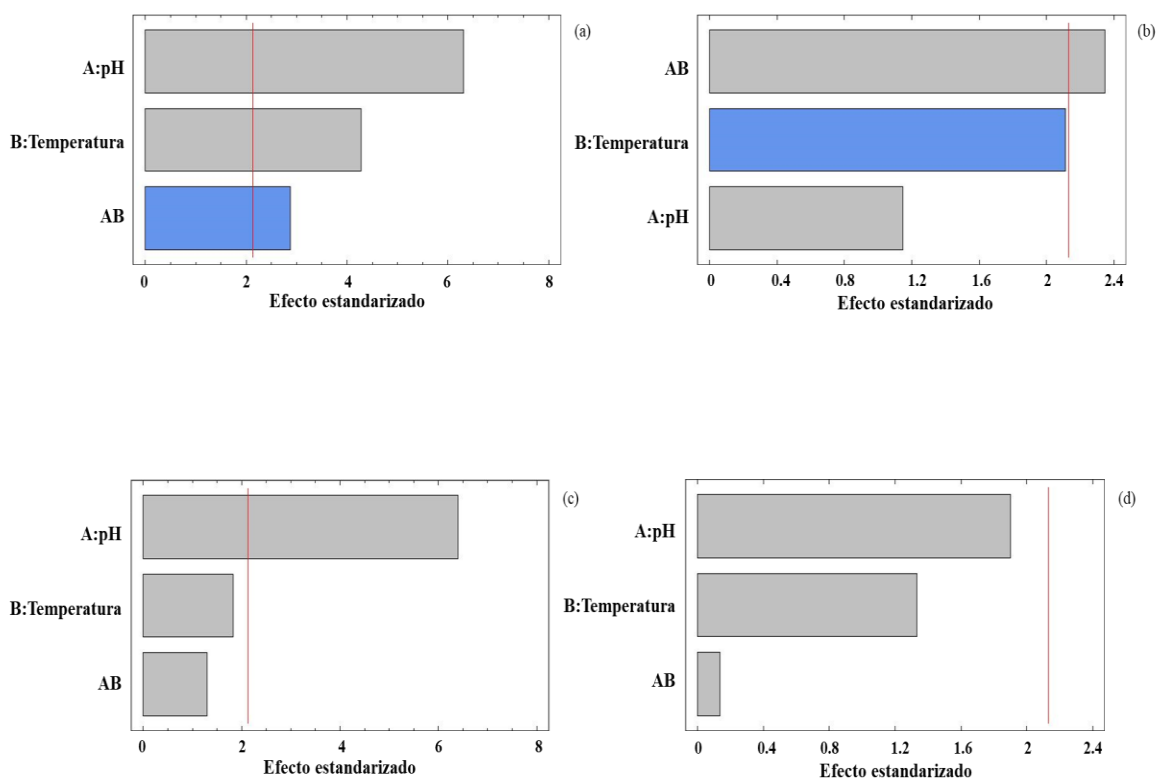 (a)
A:pH
B:Temperatura
AB
0 2 4 6 8
Efecto estandarizado
(b)
AB
B:Temperatura
A:pH
0 0.4 0.8 1.2 1.6 2 2.4
Efecto estandarizado
(c)
A:pH
B:Temperatura
AB
0 2 4 6 8
Efecto estandarizado
(d)
A:pH
B:Temperatura
AB
0 0.4 0.8 1.2 1.6 2 2.4
Efecto estandarizado